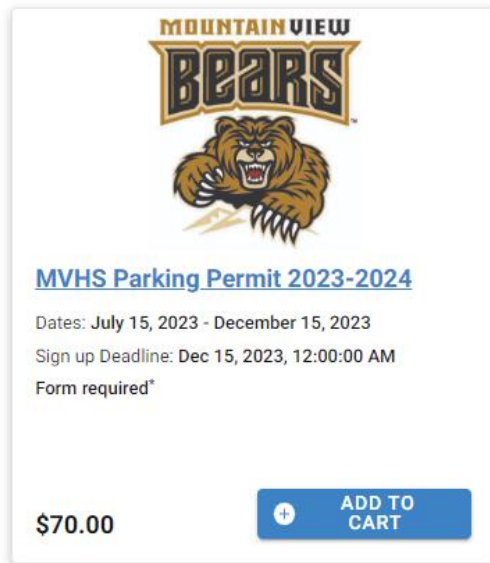 MOUNTAIN VIEW
BEARS
™
MVHS Parking Permit 2023-2024
Dates: July 15, 2023 - December 15, 2023
Sign up Deadline: Dec 15, 2023, 12:00:00 AM
Form required*
$70.00
ADD TO
CART